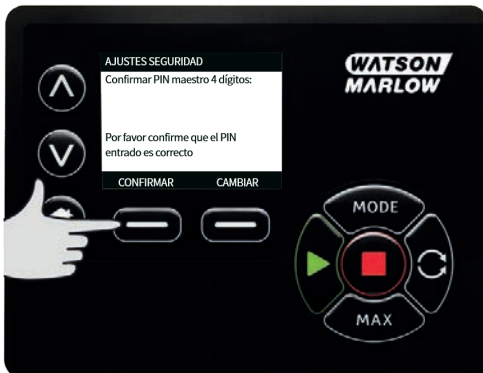 AJUSTES SEGURIDAD
Confirmar PIN maestro 4 dígitos:
Por favor confirme que el PIN
entrado es correcto
CONFIRMAR CAMBIAR
WATSON
MARLOW
MODE
MAX